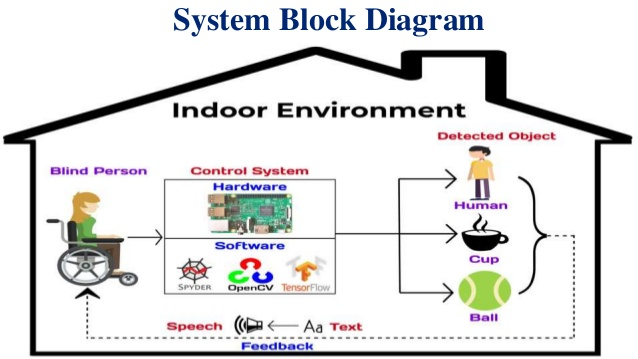 System Block Diagram
Indoor Environment
Detected Object
Blind Person
Control System
Hardware
Human
Software
SPYDER
OpenCV
TensorFlow
Cup
Ball
Speech
Aa Text
Feedback